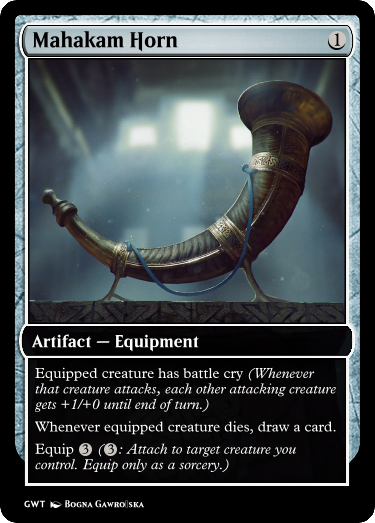 Mahakam Horn 1
Artifact — Equipment
Equipped creature has battle cry (Whenever
that creature attacks, each other attacking creature
gets +1/+0 until end of turn.)
Whenever equipped creature dies, draw a card.
Equip 3 (3: Attach to target creature you
control. Equip only as a sorcery.)
GWT Bogna Gawro▯ska